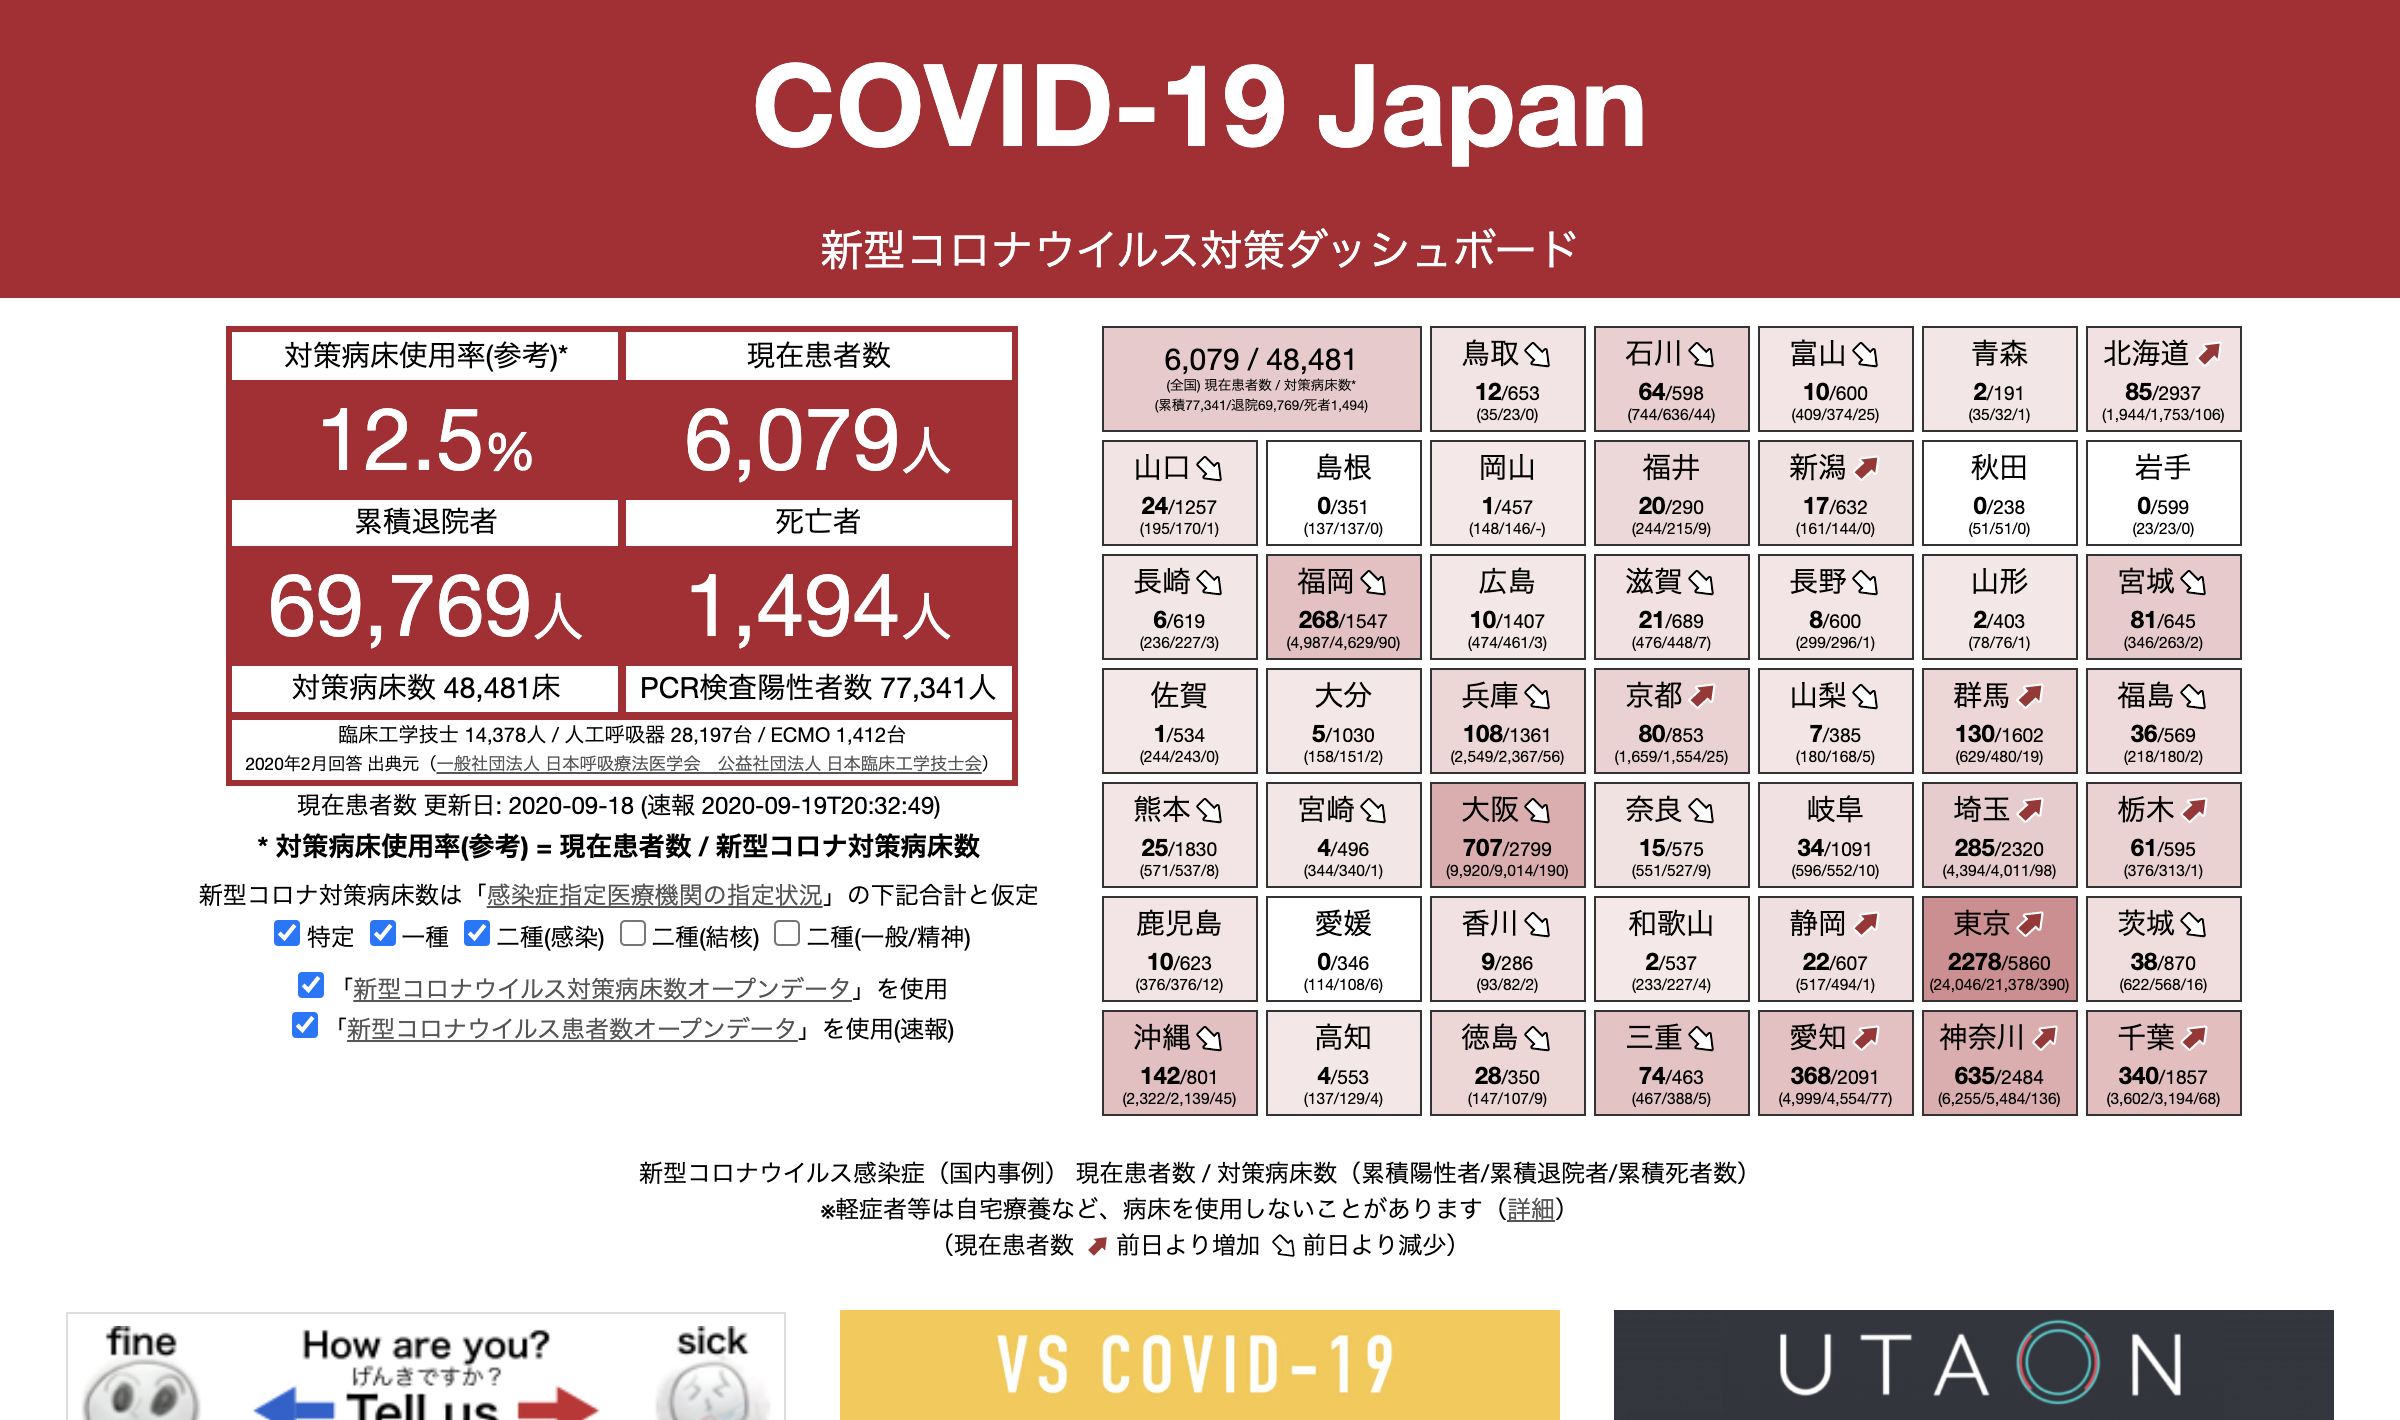 COVID-19 Japan
新型コロナウイルス対策ダッシュボード
対策病床使用率(参考)* 現在患者数
12.5% 6,079人
累積退院者 死亡者
69,769人 1,494人
対策病床数 48,481床 PCR検査陽性者数 77,341人
臨床工学技士 14,378人 / 人工呼吸器 28,197台 / ECMO 1,412台
2020年2月回答 出典元（一般社団法人 日本呼吸療法医学会　公益社団法人 日本臨床工学技士会）
現在患者数 更新日: 2020-09-18 (速報 2020-09-19T20:32:49)
* 対策病床使用率(参考) = 現在患者数 / 新型コロナ対策病床数
新型コロナ対策病床数は「感染症指定医療機関の指定状況」の下記合計と仮定
特定 一種 二種(感染) 二種(結核) 二種(一般/精神)
「新型コロナウイルス対策病床数オープンデータ」を使用
「新型コロナウイルス患者数オープンデータ」を使用(速報)
6,079 / 48,481
(全国) 現在患者数 / 対策病床数*
(累積77,341/退院69,769/死者1,494)
鳥取
12/653
(35/23/0)
石川
64/598
(744/636/44)
富山
10/600
(409/374/25)
青森
2/191
(35/32/1)
北海道
85/2937
(1,944/1,753/106)
山口
24/1257
(195/170/1)
島根
0/351
(137/137/0)
岡山
1/457
(148/146/-)
福井
20/290
(244/215/9)
新潟
17/632
(161/144/0)
秋田
0/238
(51/51/0)
岩手
0/599
(23/23/0)
長崎
6/619
(236/227/3)
福岡
268/1547
(4,987/4,629/90)
広島
10/1407
(474/461/3)
滋賀
21/689
(476/448/7)
長野
8/600
(299/296/1)
山形
2/403
(78/76/1)
宮城
81/645
(346/263/2)
佐賀
1/534
(244/243/0)
大分
5/1030
(158/151/2)
兵庫
108/1361
(2,549/2,367/56)
京都
80/853
(1,659/1,554/25)
山梨
7/385
(180/168/5)
群馬
130/1602
(629/480/19)
福島
36/569
(218/180/2)
熊本
25/1830
(571/537/8)
宮崎
4/496
(344/340/1)
大阪
707/2799
(9,920/9,014/190)
奈良
15/575
(551/527/9)
岐阜
34/1091
(596/552/10)
埼玉
285/2320
(4,394/4,011/98)
栃木
61/595
(376/313/1)
鹿児島
10/623
(376/376/12)
愛媛
0/346
(114/108/6)
香川
9/286
(93/82/2)
和歌山
2/537
(233/227/4)
静岡
22/607
(517/494/1)
東京
2278/5860
(24,046/21,378/390)
茨城
38/870
(622/568/16)
沖縄
142/801
(2,322/2,139/45)
高知
4/553
(137/129/4)
徳島
28/350
(147/107/9)
三重
74/463
(467/388/5)
愛知
368/2091
(4,999/4,554/77)
神奈川
635/2484
(6,255/5,484/136)
千葉
340/1857
(3,602/3,194/68)
新型コロナウイルス感染症（国内事例） 現在患者数 / 対策病床数（累積陽性者/累積退院者/累積死者数）
※軽症者等は自宅療養など、病床を使用しないことがあります（詳細）
（現在患者数 前日より増加 前日より減少）
fine How are you? sick
げんきですか？
Tell us
VS COVID-19
UTAON